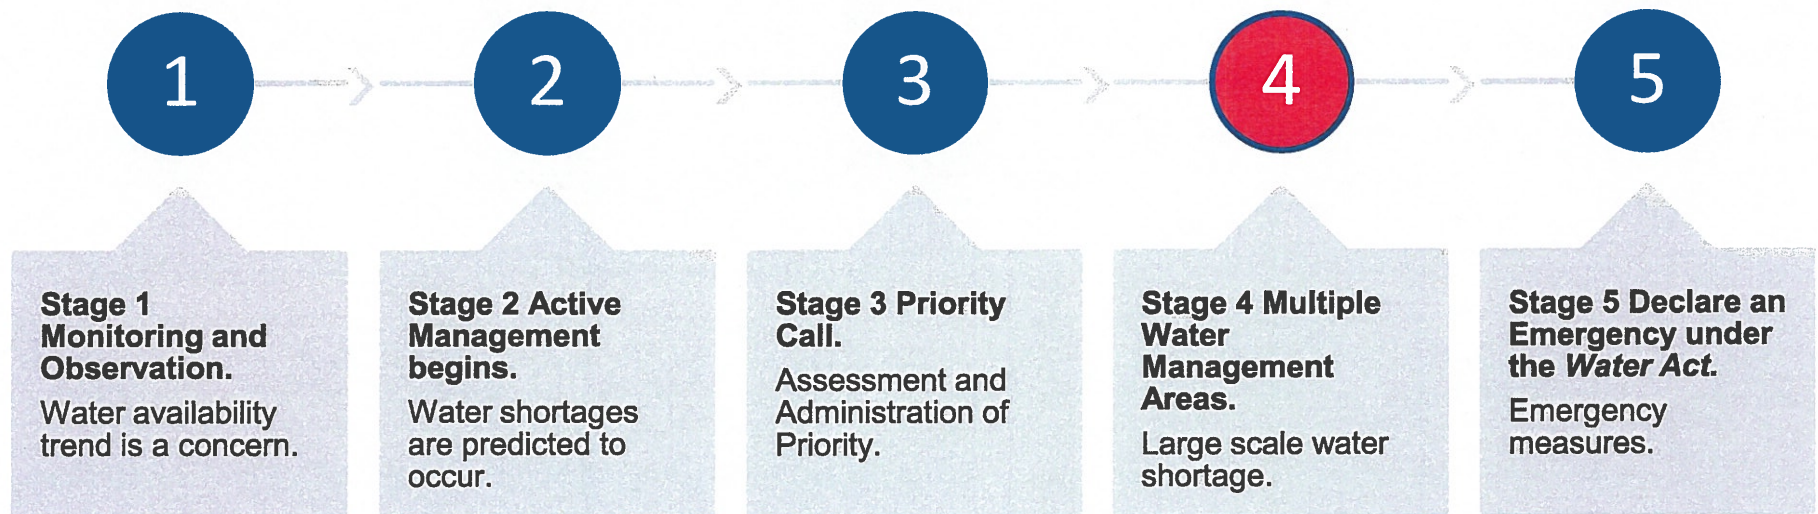 1
2
3
4
5
Stage 1
Monitoring and
Observation.
Water availability
trend is a concern.
Stage 2 Active
Management
begins.
Water shortages
are predicted to
occur.
Stage 3 Priority
Call.
Assessment and
Administration of
Priority.
Stage 4 Multiple
Water
Management
Areas.
Large scale water
shortage.
Stage 5 Declare an
Emergency under
the Water Act.
Emergency
measures.